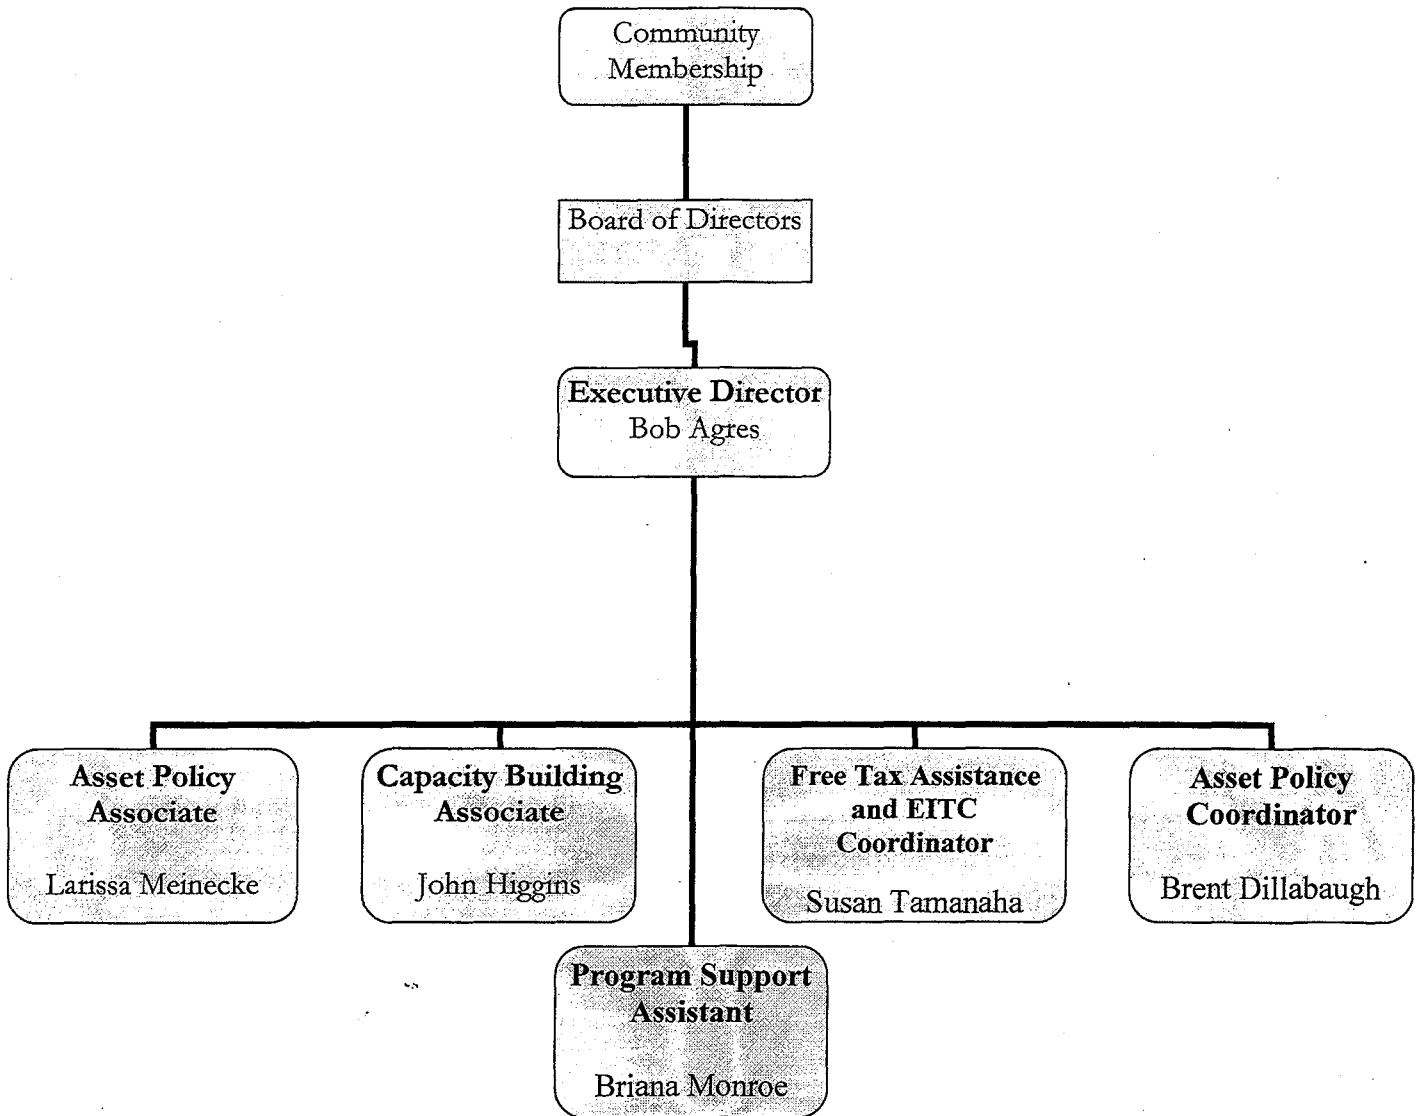 Community
Membership
Board of Directors
Executive Director
Bob Agres
Asset Policy
Associate
Larissa Meinecke
Capacity Building
Associate
John Higgins
Free Tax Assistance
and EITC
Coordinator
Susan Tamanaha
Asset Policy
Coordinator
Brent Dillabaugh
Program Support
Assistant
Briana Monroe